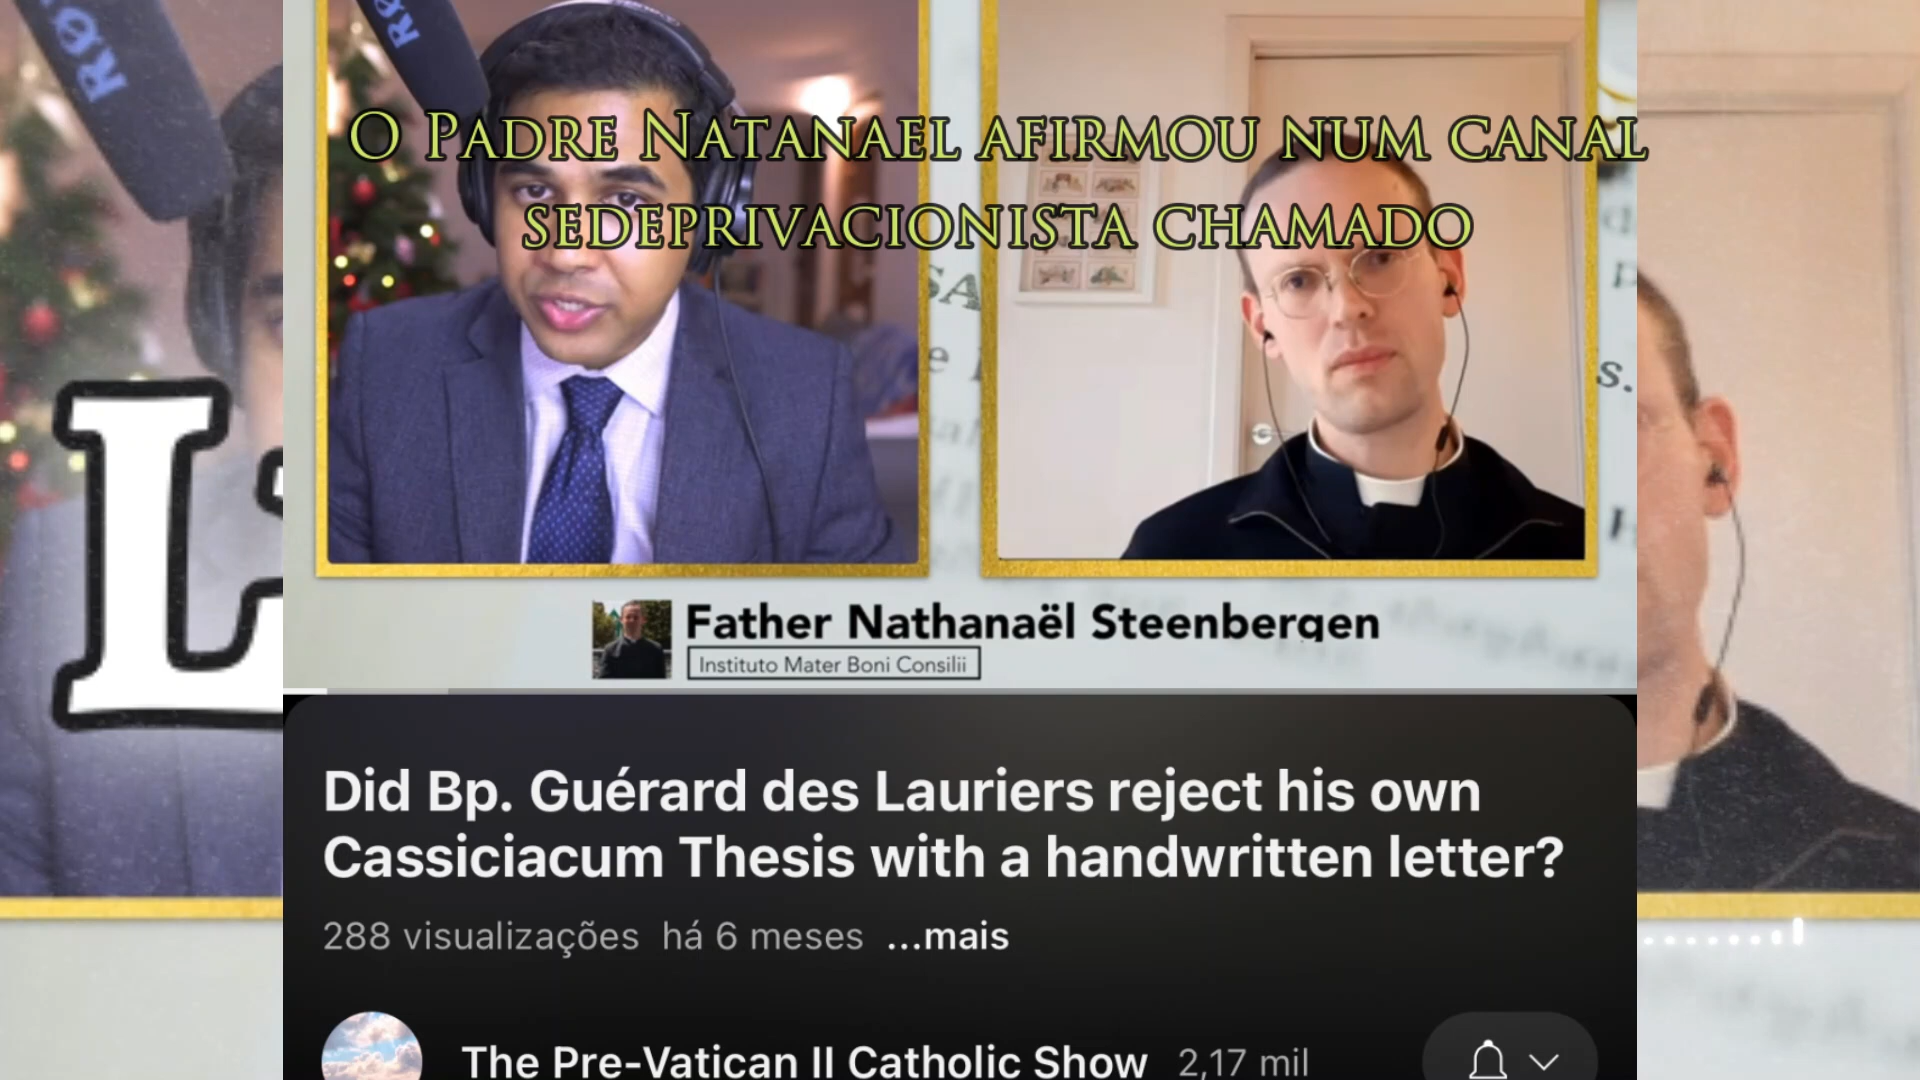 O PADRE NATANAEL AFIRMOU NUM CANAL
SEDEPRIVACIONISTA CHAMADO
Father Nathanaël Steenbergen
Instituto Mater Boni Consilii
Did Bp. Guérard des Lauriers reject his own
Cassiciacum Thesis with a handwritten letter?
288 visualizações há 6 meses ...mais
The Pre-Vatican II Catholic Show 2,17 mil